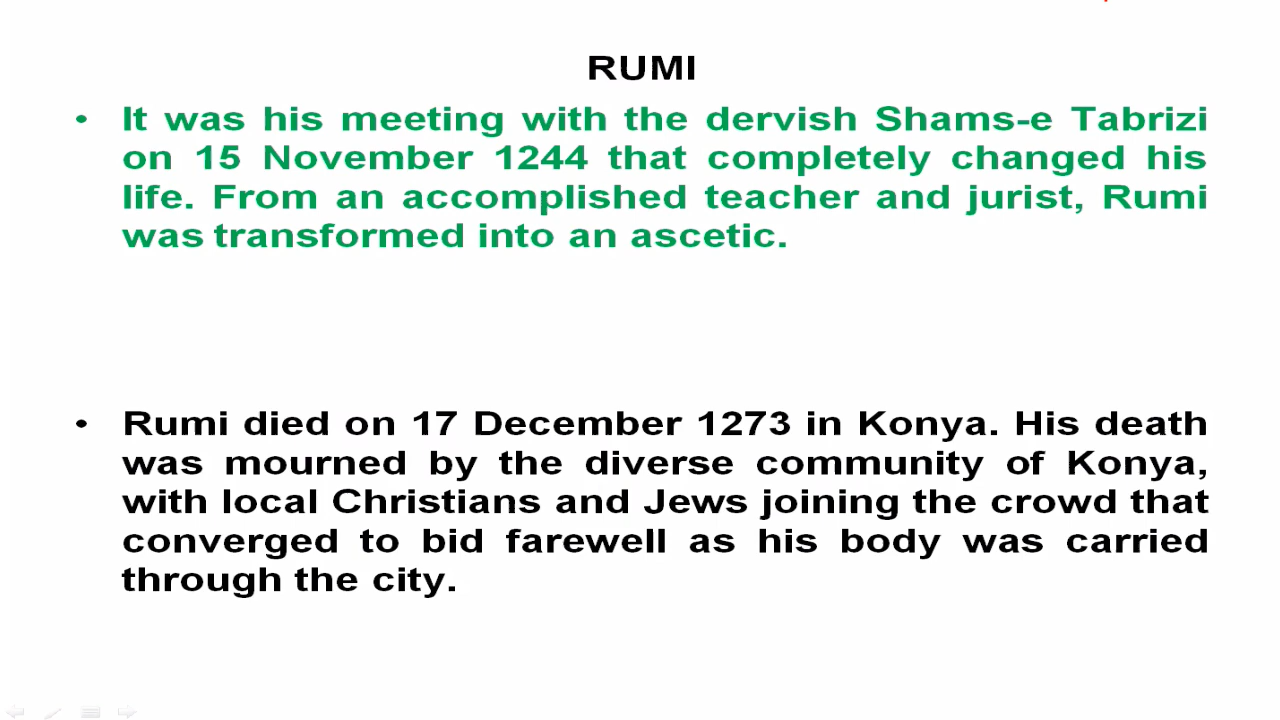 RUMI
• It was his meeting with the dervish Shams-e Tabrizi
on 15 November 1244 that completely changed his
life. From an accomplished teacher and jurist, Rumi
was transformed into an ascetic.
• Rumi died on 17 December 1273 in Konya. His death
was mourned by the diverse community of Konya,
with local Christians and Jews joining the crowd that
converged to bid farewell as his body was carried
through the city.